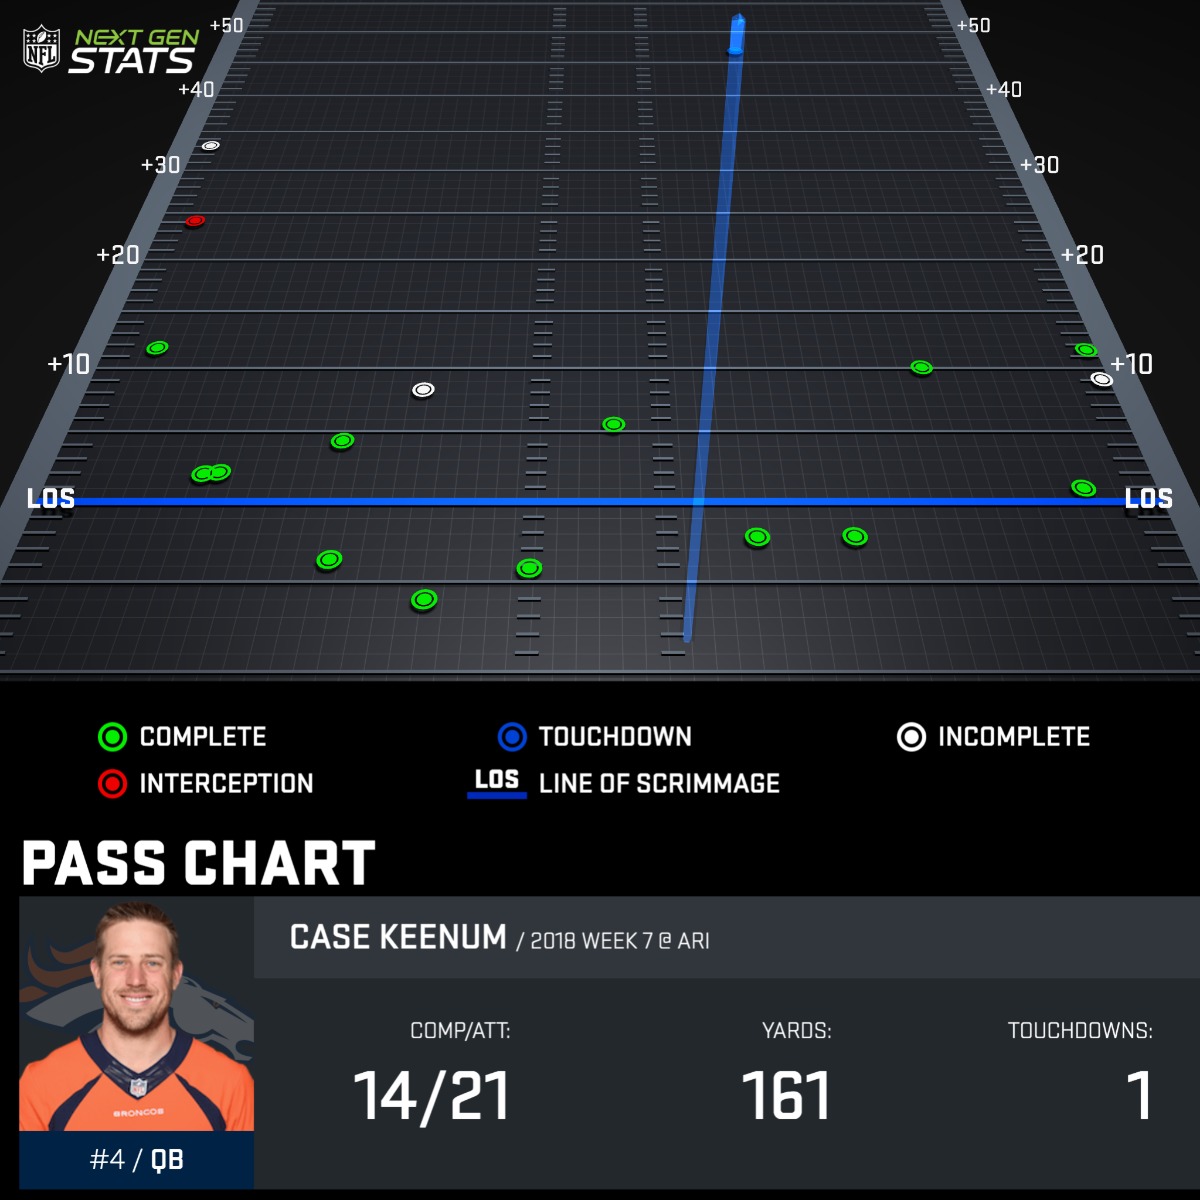 NFL NEXT GEN STATS
+50 +50
+40 +40
+30 +30
+20 +20
+10 +10
LOS LOS
COMPLETE TOUCHDOWN INCOMPLETE
INTERCEPTION LOS LINE OF SCRIMMAGE
PASS CHART
CASE KEENUM / 2018 WEEK 7 @ ARI
COMP/ATT: YARDS: TOUCHDOWNS:
14/21 161 1
BRONCOS
#4 / QB